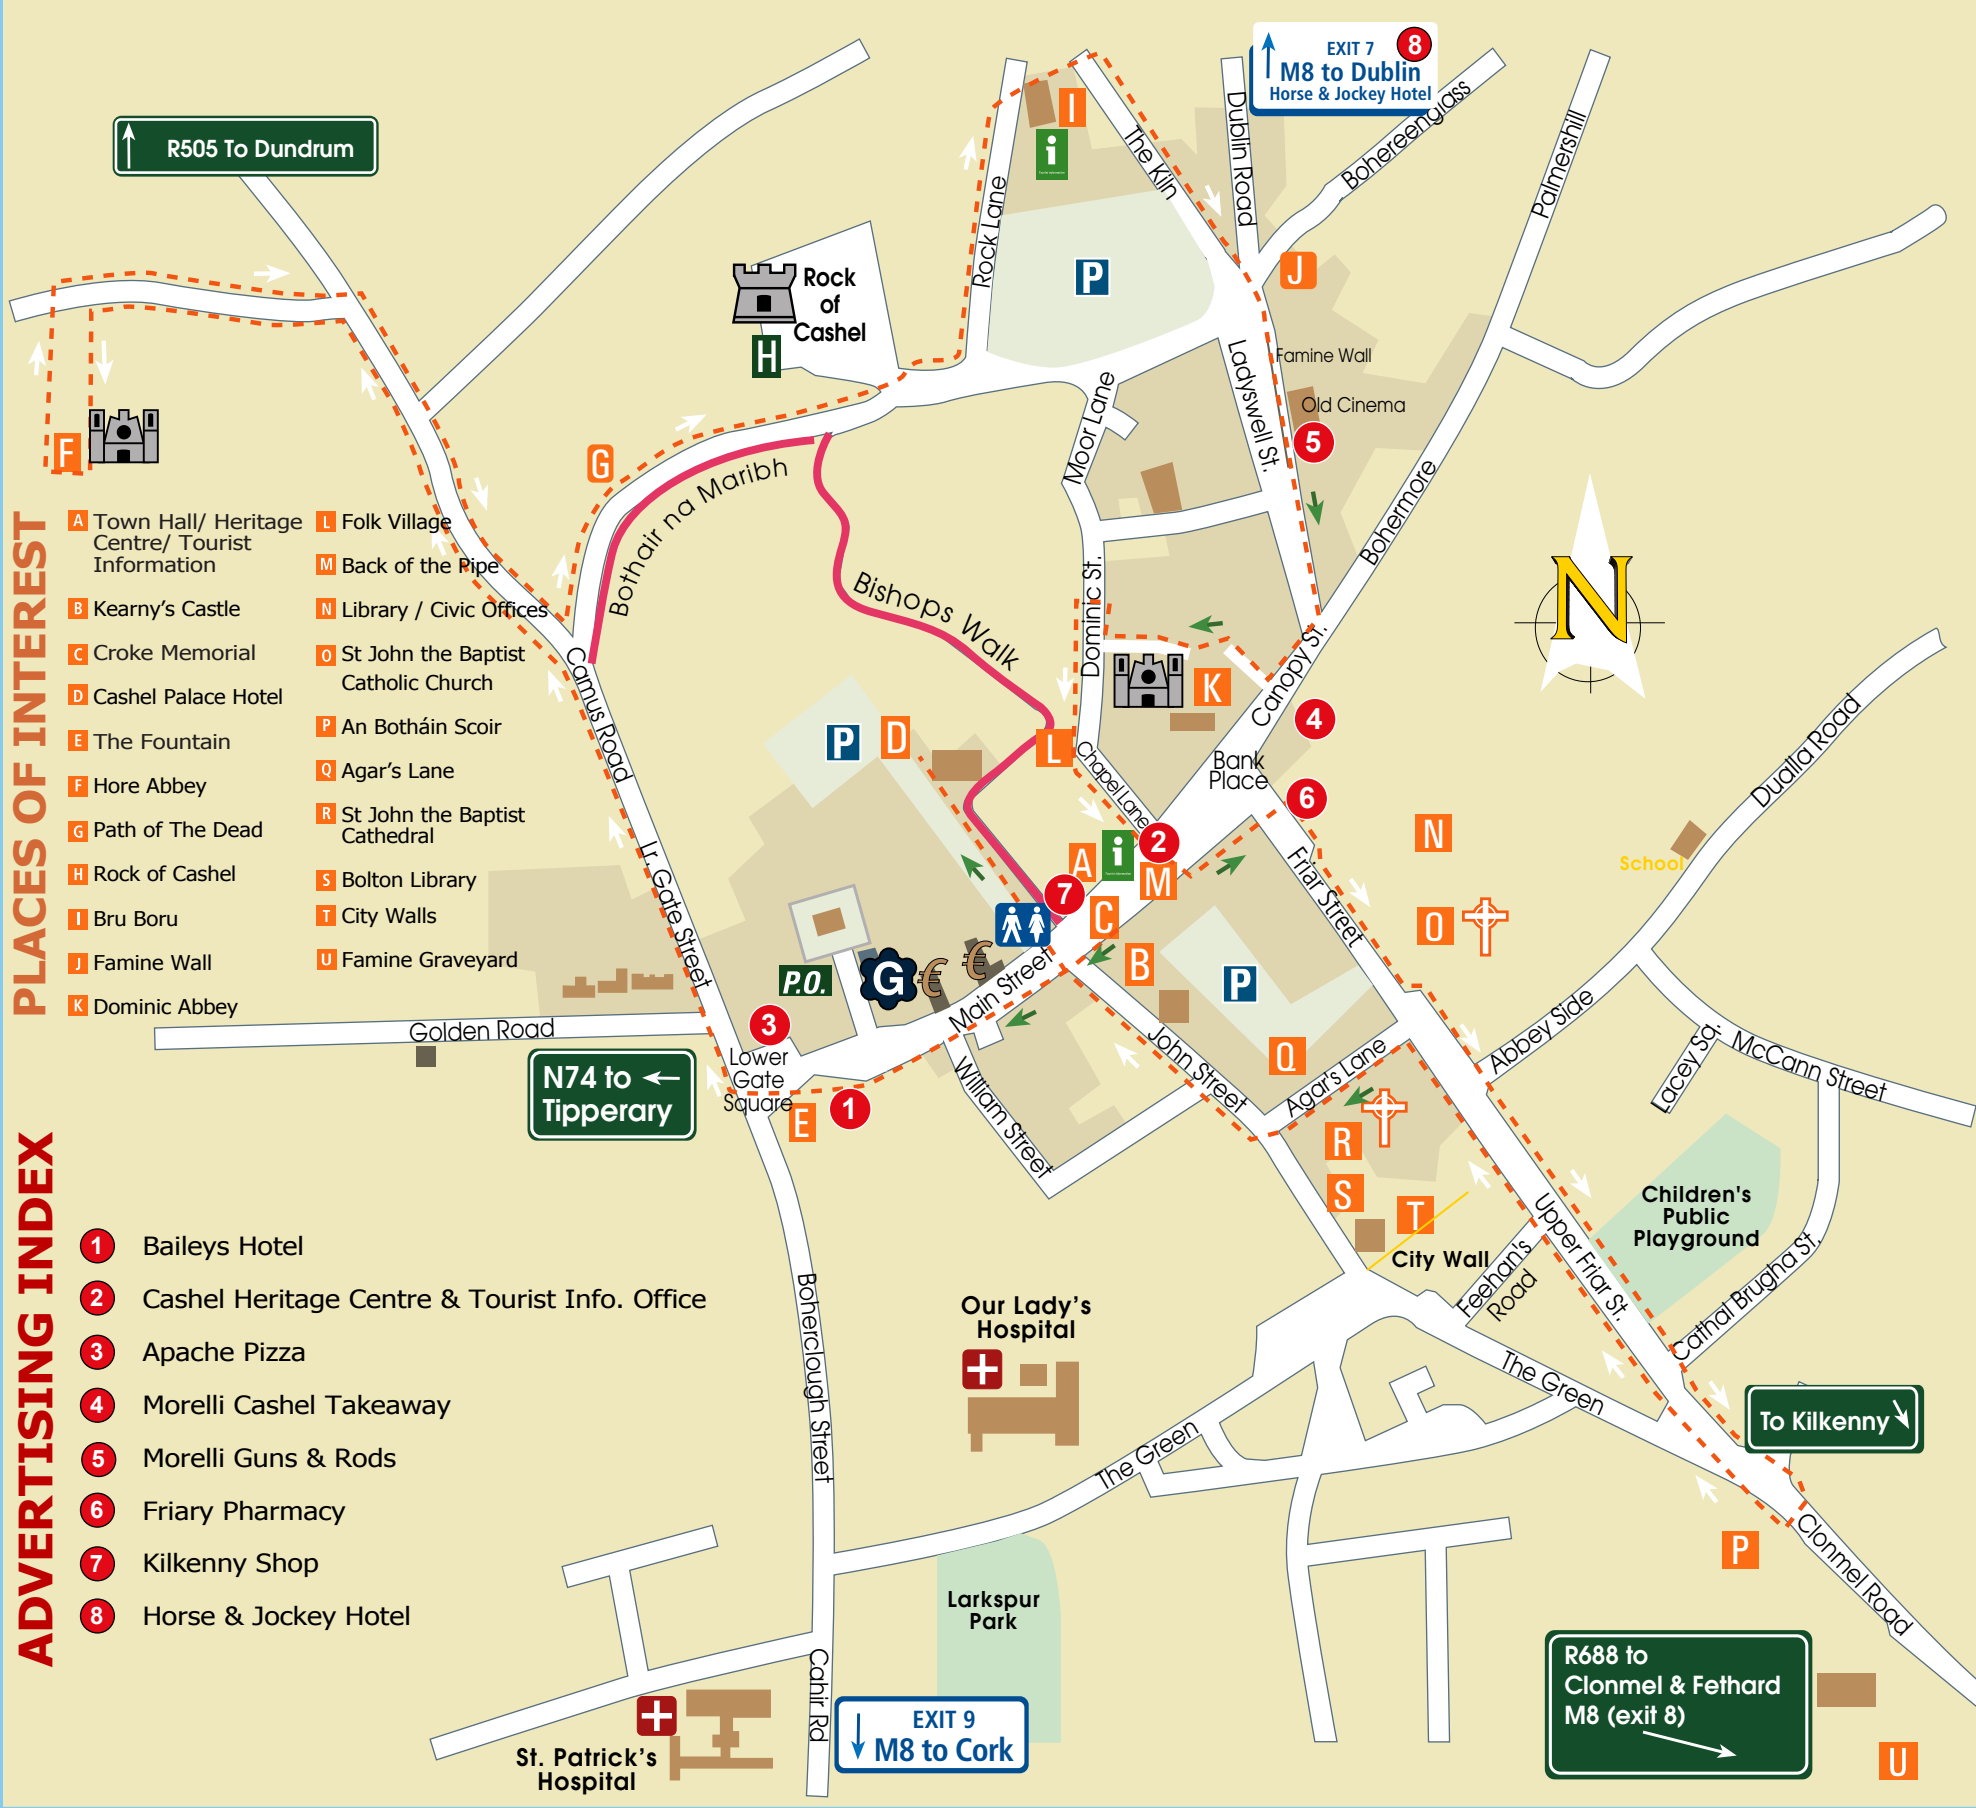 EXIT 7
8
M8 to Dublin
Horse & Jockey Hotel
R505 To Dundrum
I
i
The Kiln
Dublin Road
Bohereenglass
Palmershill
Rock Lane
P
J
Rock
of
Cashel
H
Famine Wall
Old Cinema
5
Ladyswell St.
Moor Lane
F
G
Bothair na Maribh
Bishops Walk
Bohermore
N
Dominic St.
K
Canopy St.
4
Bank
Place
6
Camus Road
P
D
L
Chapel Lane
2
A
i
M
7
C
B
N
O
School
Dualla Road
Friar Street
P
Lr. Gate Street
P.O.
G
€
€
Main Street
3
Golden Road
Lower
Gate
Square
E
1
N74 to
Tipperary
William Street
John Street
Q
Agar's Lane
R
S
T
City Wall
Abbey Side
Lacey Sq.
McCann Street
Children's
Public
Playground
Upper Friar St.
Cathal Brugha St.
Feehan's
Road
The Green
The Green
Our Lady's
Hospital
Boherclough Street
To Kilkenny
P
Clonmel Road
Larkspur
Park
Cahir Rd
St. Patrick's
Hospital
EXIT 9
M8 to Cork
R688 to
Clonmel & Fethard
M8 (exit 8)
U
PLACES OF INTEREST
A Town Hall/ Heritage
Centre/ Tourist
Information
B Kearny's Castle
C Croke Memorial
D Cashel Palace Hotel
E The Fountain
F Hore Abbey
G Path of The Dead
H Rock of Cashel
I Bru Boru
J Famine Wall
K Dominic Abbey
L Folk Village
M Back of the Pipe
N Library / Civic Offices
O St John the Baptist
Catholic Church
P An Botháin Scoir
Q Agar's Lane
R St John the Baptist
Cathedral
S Bolton Library
T City Walls
U Famine Graveyard
ADVERTISING INDEX
1 Baileys Hotel
2 Cashel Heritage Centre & Tourist Info. Office
3 Apache Pizza
4 Morelli Cashel Takeaway
5 Morelli Guns & Rods
6 Friary Pharmacy
7 Kilkenny Shop
8 Horse & Jockey Hotel